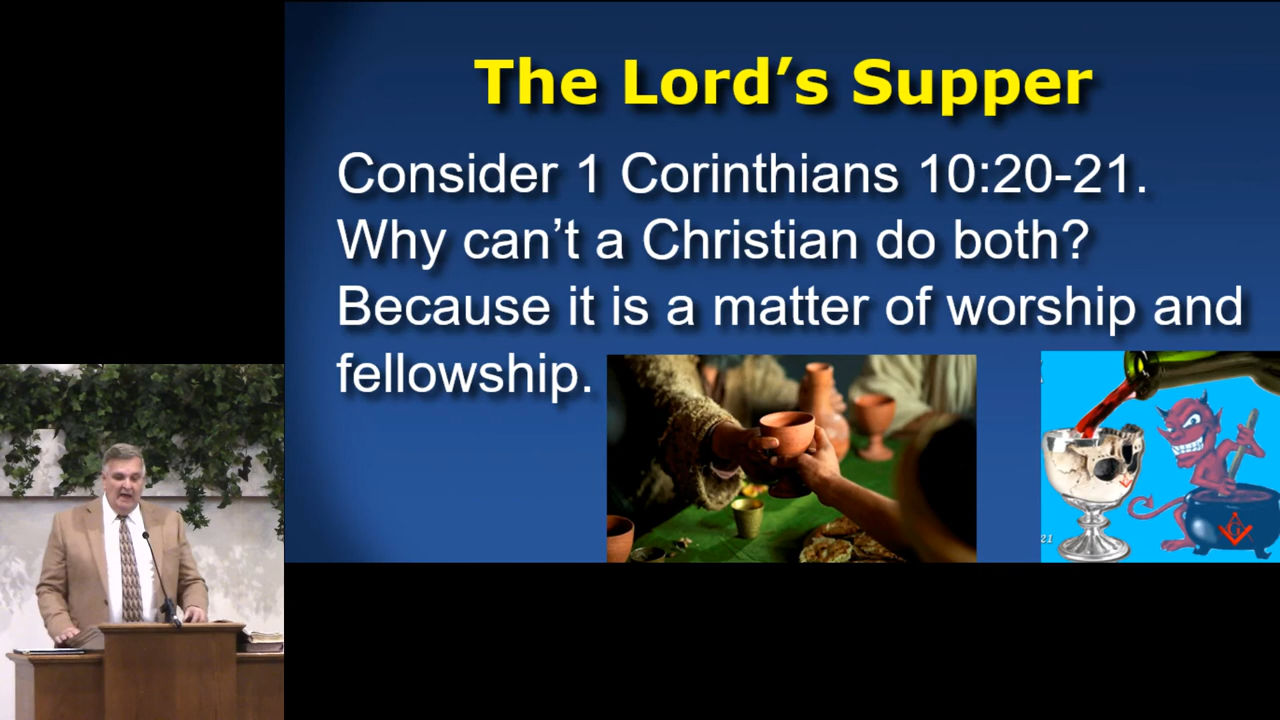 The Lord’s Supper
Consider 1 Corinthians 10:20-21.
Why can’t a Christian do both?
Because it is a matter of worship and
fellowship.
21
G